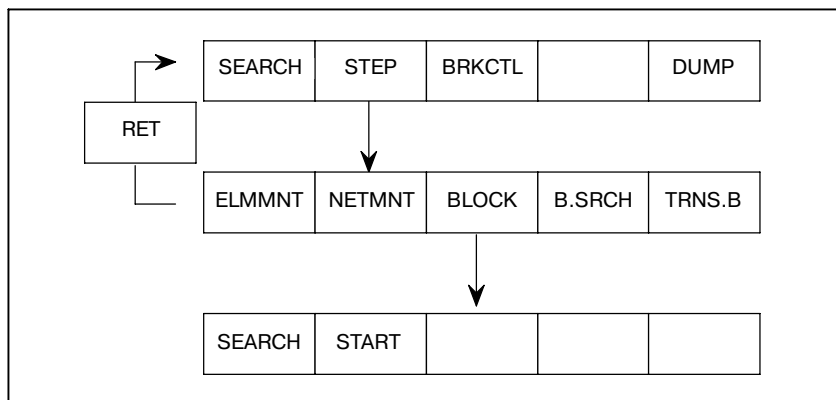 SEARCH STEP BRKCTL DUMP
RET
ELMMNT NETMNT BLOCK B.SRCH TRNS.B
SEARCH START